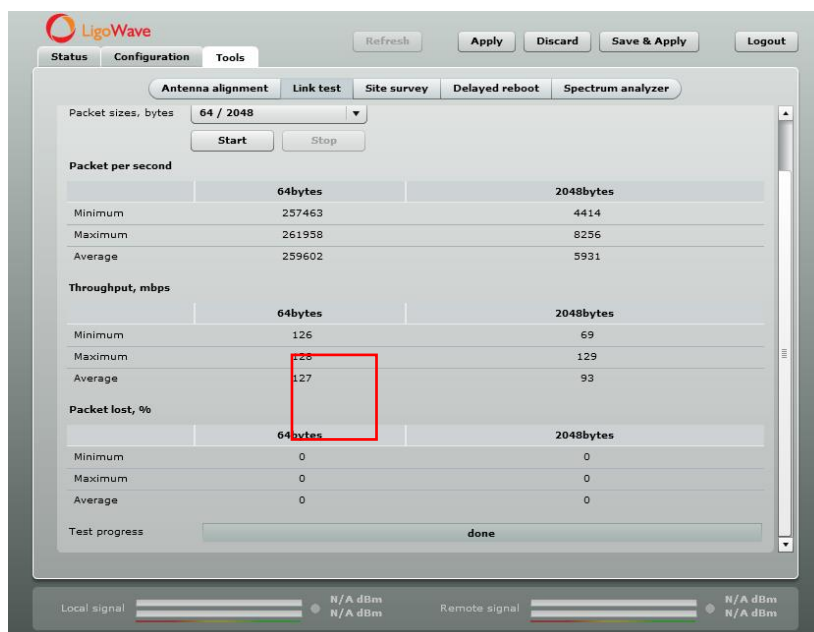 LigoWave
Refresh Apply Discard Save & Apply Logout
Status Configuration Tools
Antenna alignment Link test Site survey Delayed reboot Spectrum analyzer
Packet sizes, bytes 64 / 2048
Start Stop
Packet per second
64bytes 2048bytes
Minimum 257463 4414
Maximum 261958 8256
Average 259602 5931
Throughput, mbps
64bytes 2048bytes
Minimum 126 69
Maximum 128 129
Average 127 93
Packet lost, %
64bytes 2048bytes
Minimum 0 0
Maximum 0 0
Average 0 0
Test progress done
Local signal N/A dBm Remote signal N/A dBm
N/A dBm N/A dBm